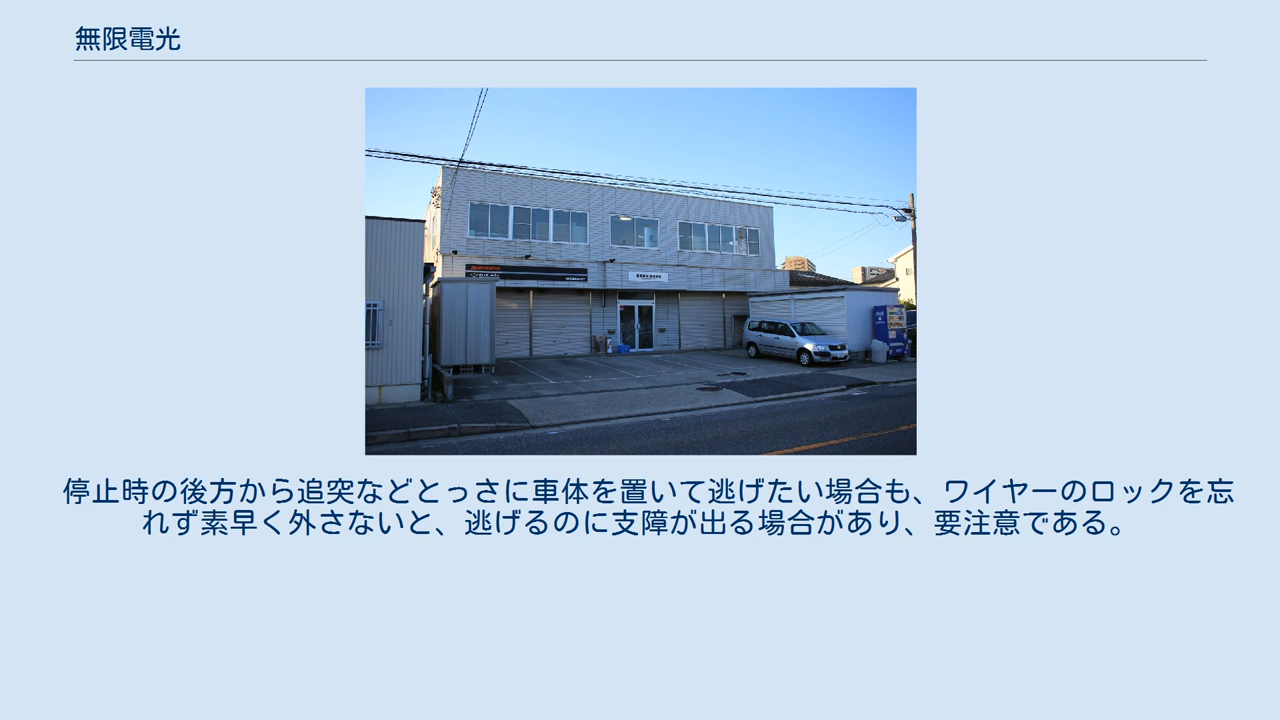 無限電光
停止時の後方から追突などとっさに車体を置いて逃げたい場合も、ワイヤーのロックを忘
れず素早く外さないと、逃げるのに支障が出る場合があり、要注意である。